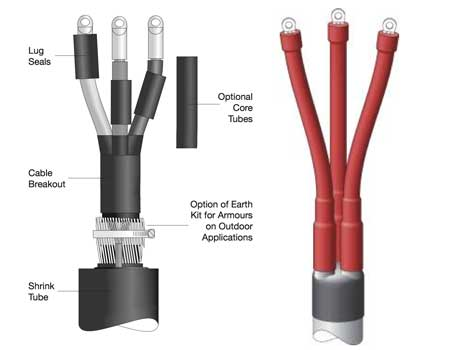 Lug
Seals
Optional
Core
Tubes
Cable
Breakout
Option of Earth
Kit for Armours
on Outdoor
Applications
Shrink
Tube